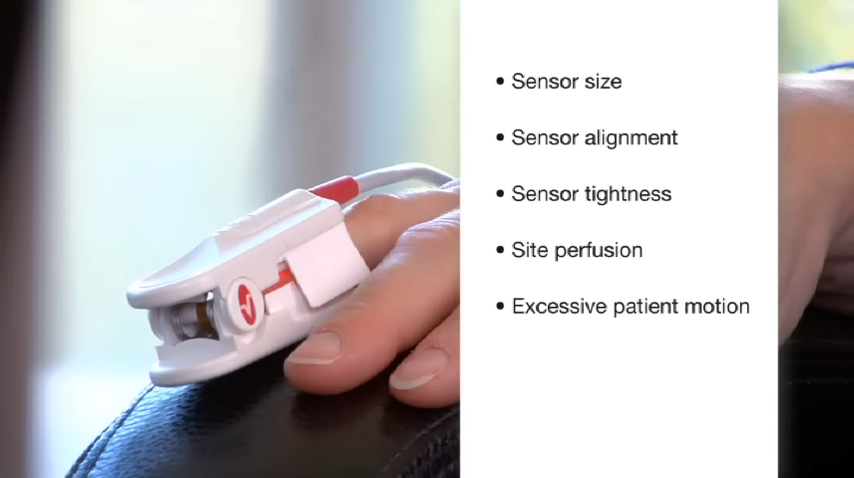 • Sensor size
• Sensor alignment
• Sensor tightness
• Site perfusion
• Excessive patient motion